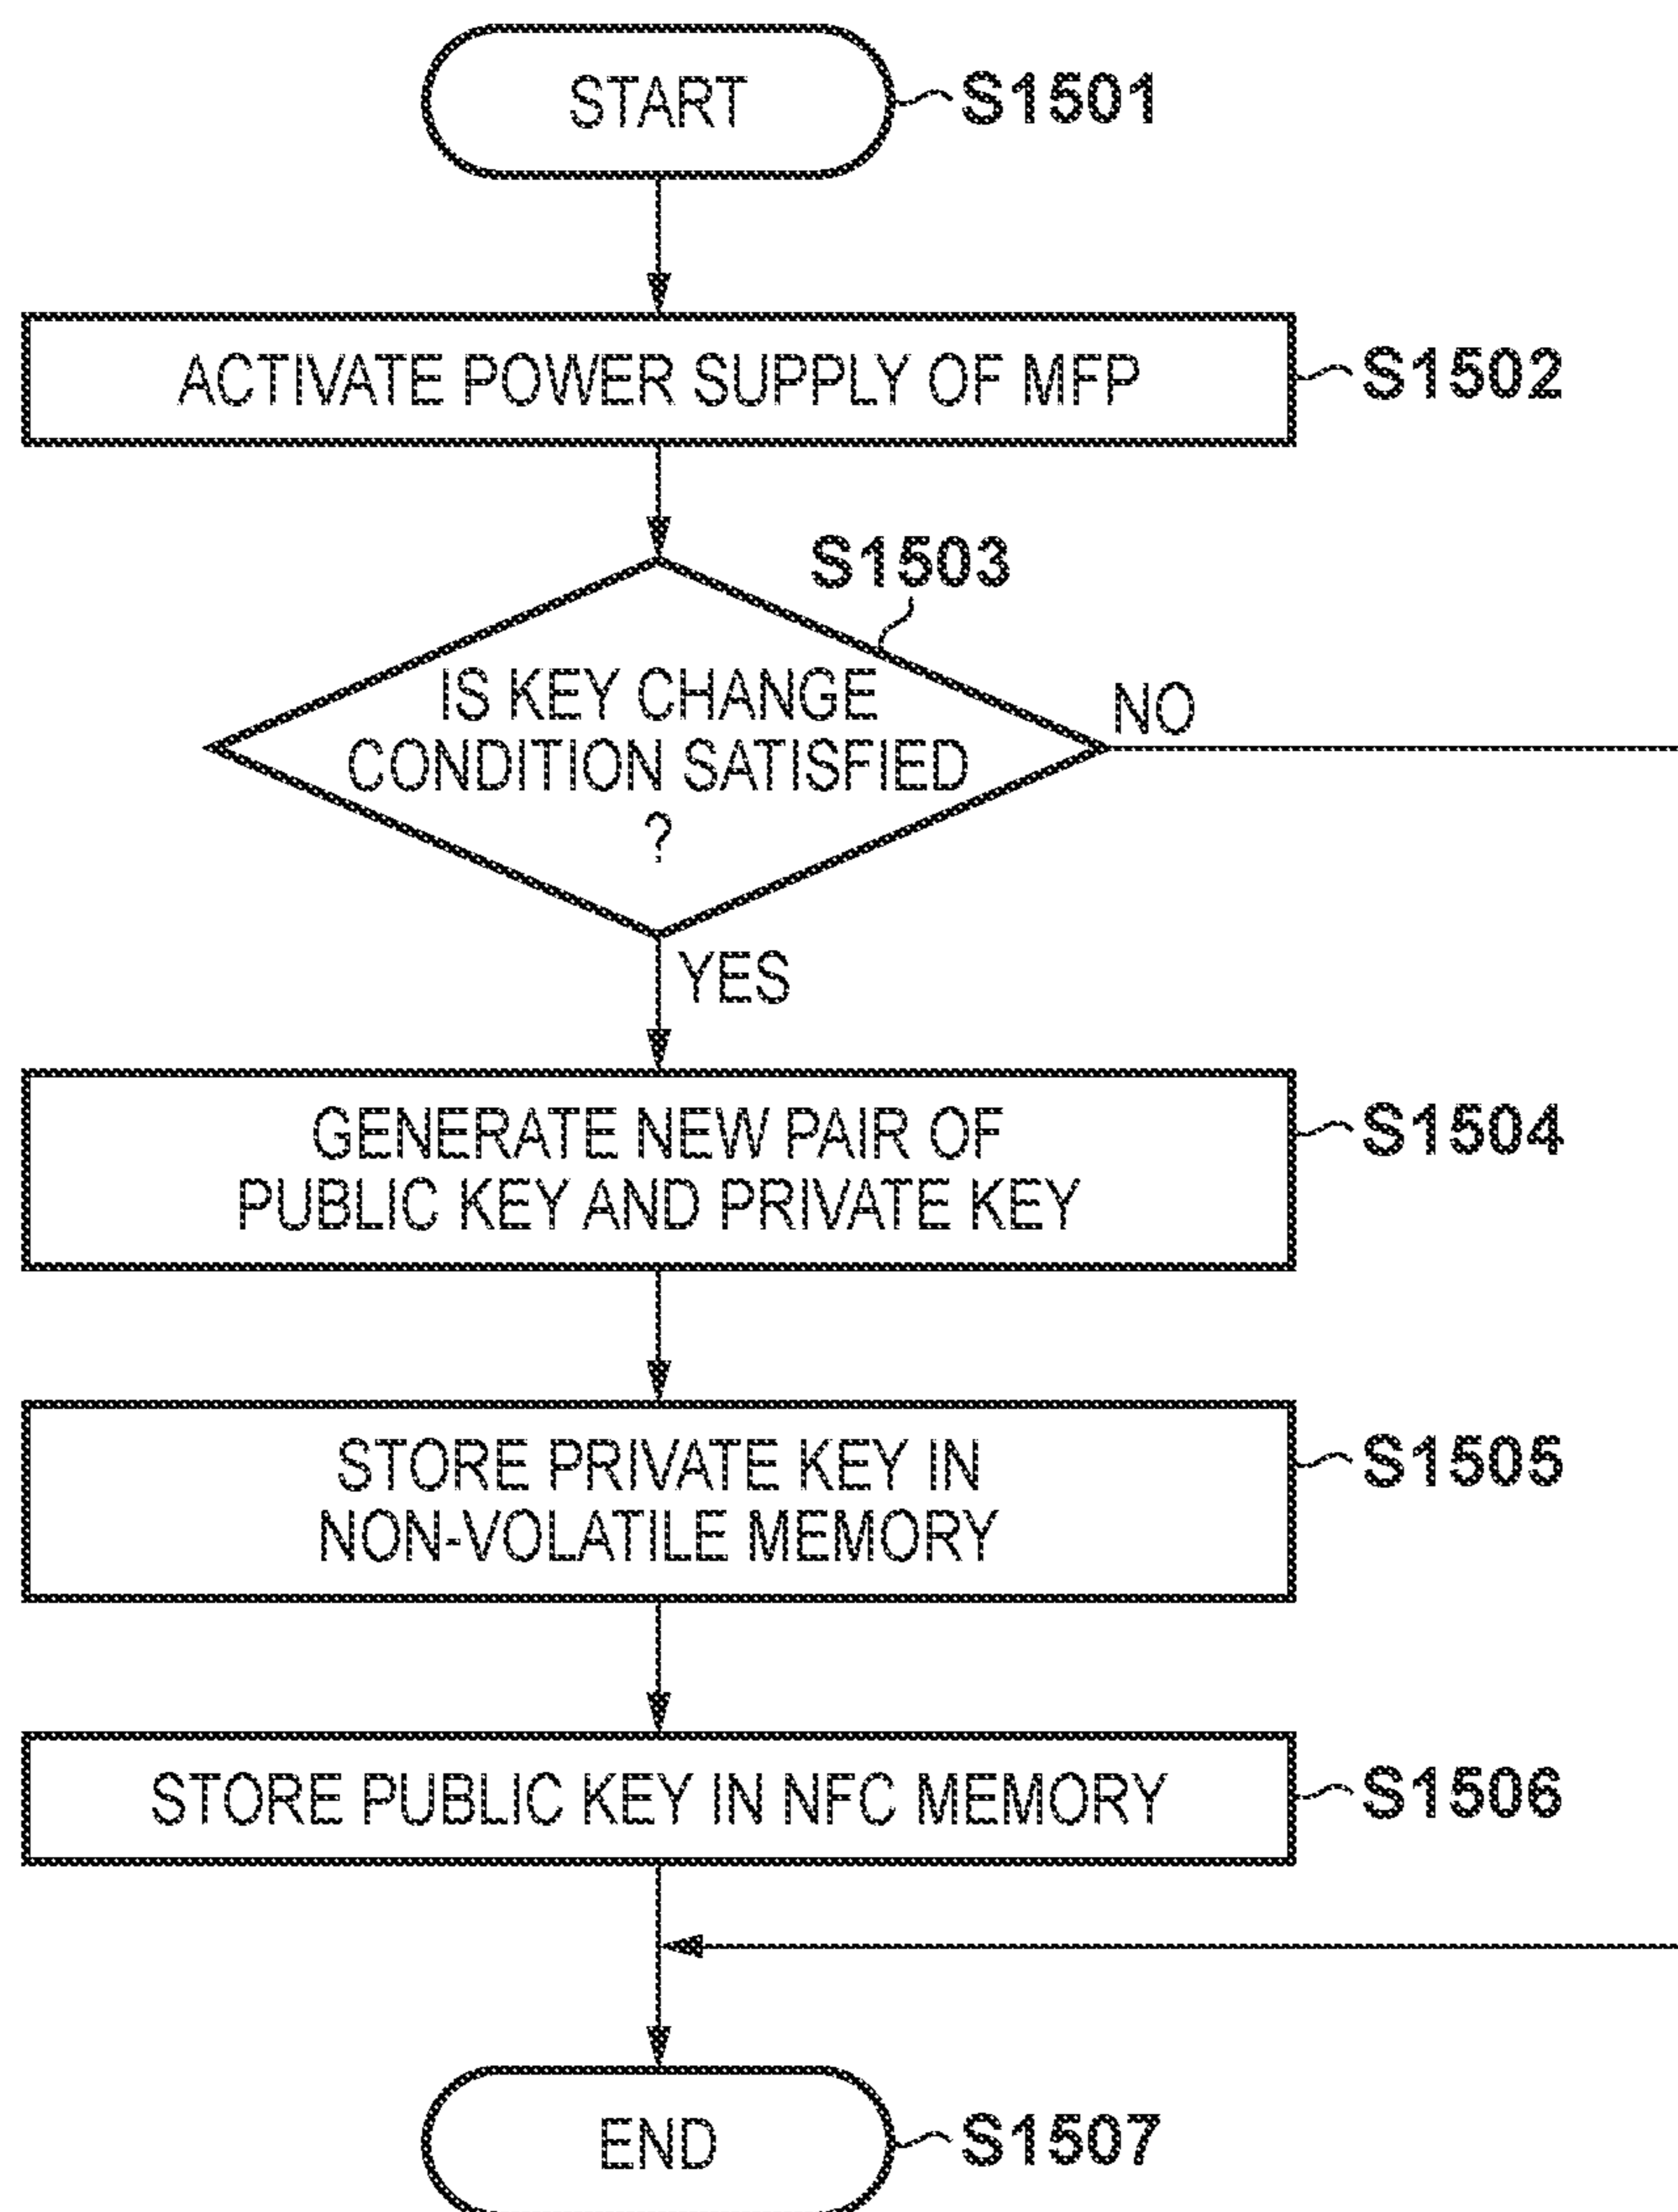 START
S1501
ACTIVATE POWER SUPPLY OF MFP
S1502
S1503
IS KEY CHANGE
CONDITION SATISFIED
?
NO
YES
GENERATE NEW PAIR OF
PUBLIC KEY AND PRIVATE KEY
S1504
STORE PRIVATE KEY IN
NON-VOLATILE MEMORY
S1505
STORE PUBLIC KEY IN NFC MEMORY
S1506
END
S1507